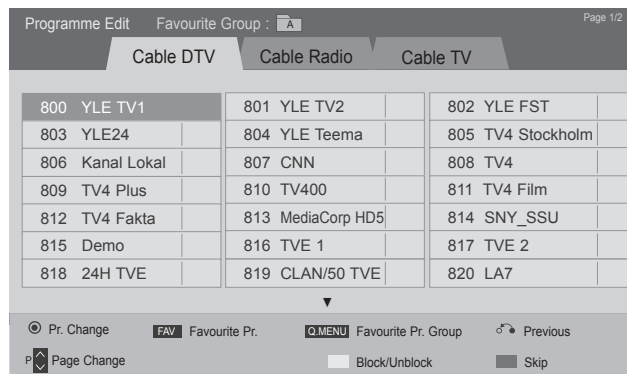 Programme Edit Favourite Group : A Page 1/2
Cable DTV Cable Radio Cable TV
800 YLE TV1 801 YLE TV2 802 YLE FST
803 YLE24 804 YLE Teema 805 TV4 Stockholm
806 Kanal Lokal 807 CNN 808 TV4
809 TV4 Plus 810 TV400 811 TV4 Film
812 TV4 Fakta 813 MediaCorp HD5 814 SNY_SSU
815 Demo 816 TVE 1 817 TVE 2
818 24H TVE 819 CLAN/50 TVE 820 LA7
Pr. Change FAV Favourite Pr. Q.MENU Favourite Pr. Group Previous
P Page Change Block/Unblock Skip